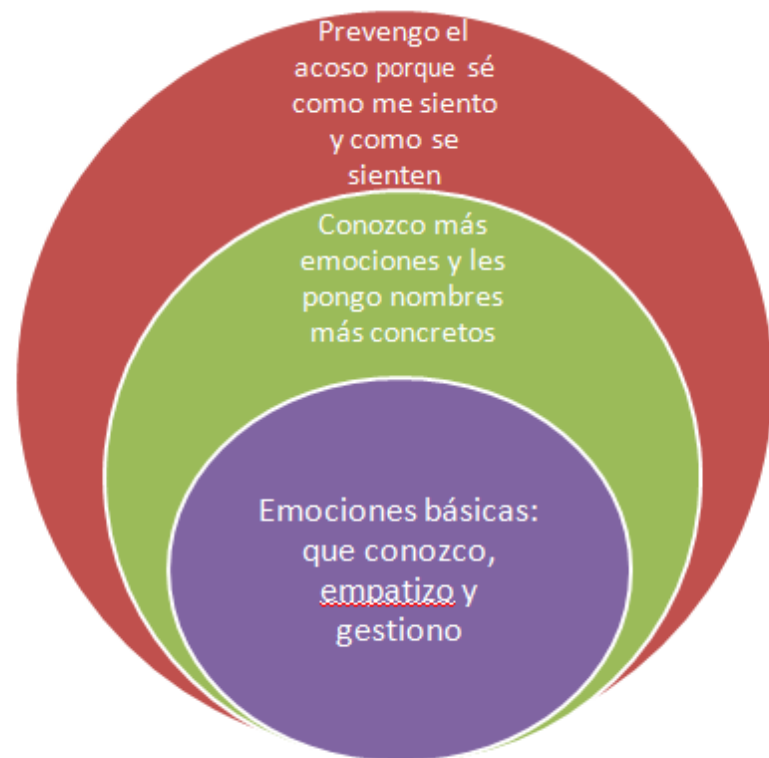 Prevengo el
acoso porque sé
como me siento
y como se
sienten
Conozco más
emociones y les
pongo nombres
más concretos
Emociones básicas:
que conozco,
empatizo y
gestiono